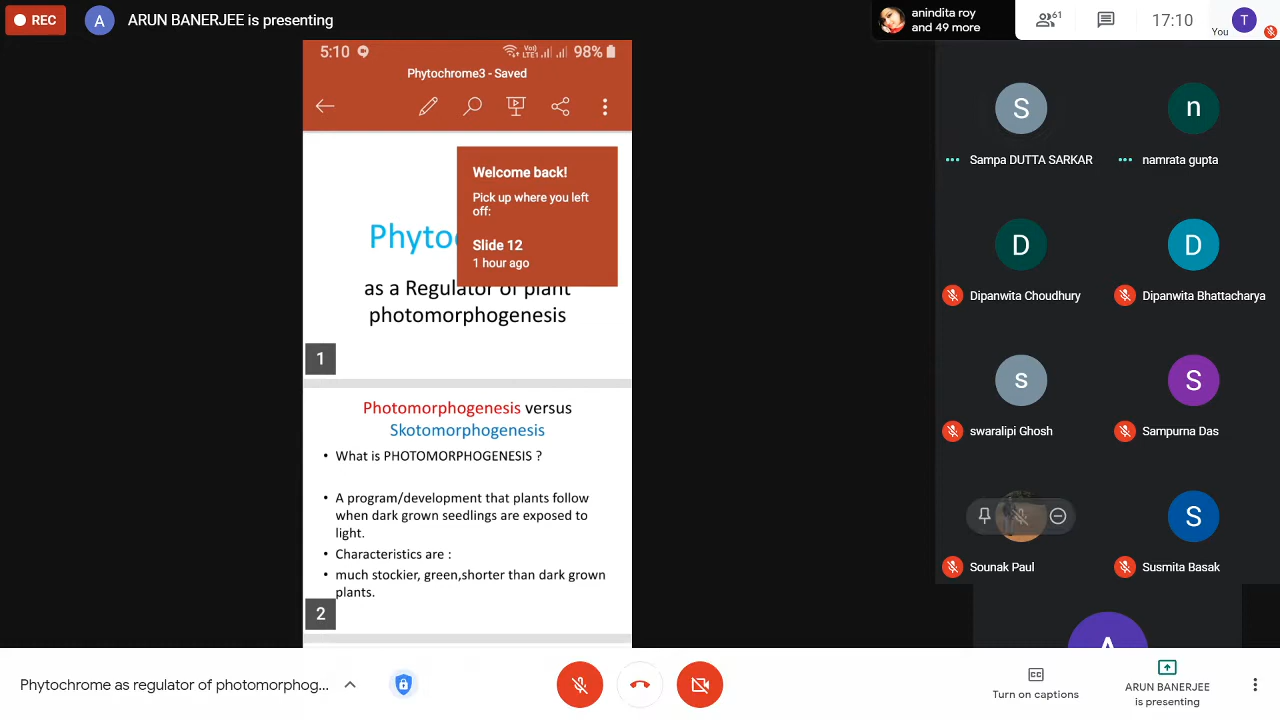 REC
A
ARUN BANERJEE is presenting
anindita roy
and 49 more
61
17:10
You
T
5:10
Vo)
LTE1
98%
Phytochrome3 - Saved
Welcome back!
Pick up where you left
off:
Slide 12
1 hour ago
Phyto
as a Regulator of plant
photomorphogenesis
1
Photomorphogenesis versus
Skotomorphogenesis
• What is PHOTOMORPHOGENESIS ?
• A program/development that plants follow
when dark grown seedlings are exposed to
light.
• Characteristics are :
• much stockier, green,shorter than dark grown
plants.
2
S
n
Sampa DUTTA SARKAR
namrata gupta
D
D
Dipanwita Choudhury
Dipanwita Bhattacharya
s
S
swaralipi Ghosh
Sampurna Das
S
Sounak Paul
Susmita Basak
A
Phytochrome as regulator of photomorphog...
CC
Turn on captions
ARUN BANERJEE
is presenting